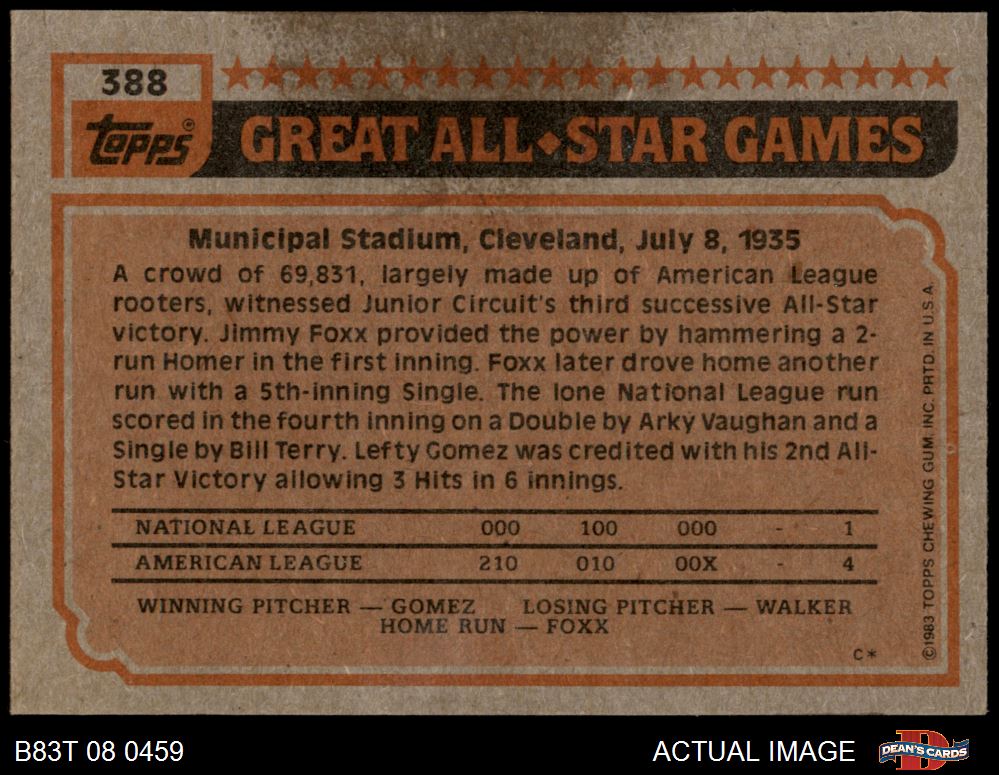 388
topps®
GREAT ALL◆STAR GAMES
Municipal Stadium, Cleveland, July 8, 1935
A crowd of 69,831, largely made up of American League
rooters, witnessed Junior Circuit's third successive All-Star
victory. Jimmy Foxx provided the power by hammering a 2-
run Homer in the first inning. Foxx later drove home another
run with a 5th-inning Single. The lone National League run
scored in the fourth inning on a Double by Arky Vaughan and a
Single by Bill Terry. Lefty Gomez was credited with his 2nd All-
Star Victory allowing 3 Hits in 6 innings.
NATIONAL LEAGUE 000 100 000 - 1
AMERICAN LEAGUE 210 010 00X - 4
WINNING PITCHER — GOMEZ LOSING PITCHER — WALKER
HOME RUN — FOXX
C*
©1983 TOPPS CHEWING GUM. INC. PRTD. IN U.S.A.
B83T 08 0459
ACTUAL IMAGE
D
DEAN'S CARDS